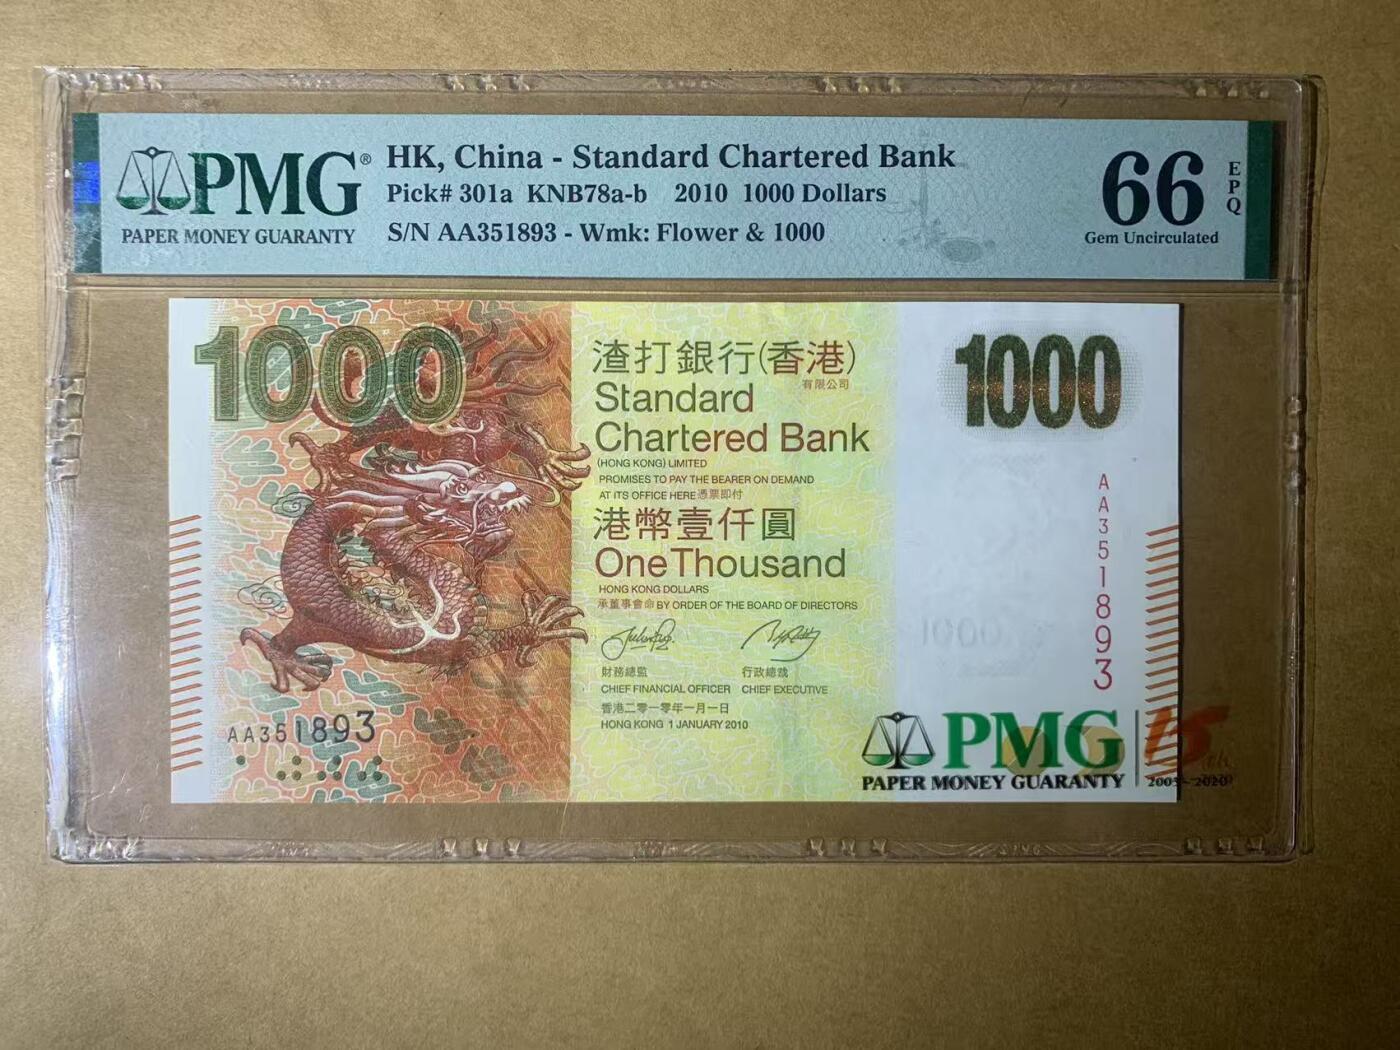 PMG®
PAPER MONEY GUARANTY
HK, China - Standard Chartered Bank
Pick# 301a KNB78a-b 2010 1000 Dollars
S/N AA351893 - Wmk: Flower & 1000
66
EPQ
Gem Uncirculated
1000
渣打銀行(香港)
有限公司
Standard
Chartered Bank
(HONG KONG) LIMITED
PROMISES TO PAY THE BEARER ON DEMAND
AT ITS OFFICE HERE 憑票即付
港幣壹仟圓
One Thousand
HONG KONG DOLLARS
承董事會命 BY ORDER OF THE BOARD OF DIRECTORS
財務總監 行政總裁
CHIEF FINANCIAL OFFICER CHIEF EXECUTIVE
香港二零一零年一月一日
HONG KONG 1 JANUARY 2010
AA351893
1000
AA351893
PMG
PAPER MONEY GUARANTY
15
2005 - 2020